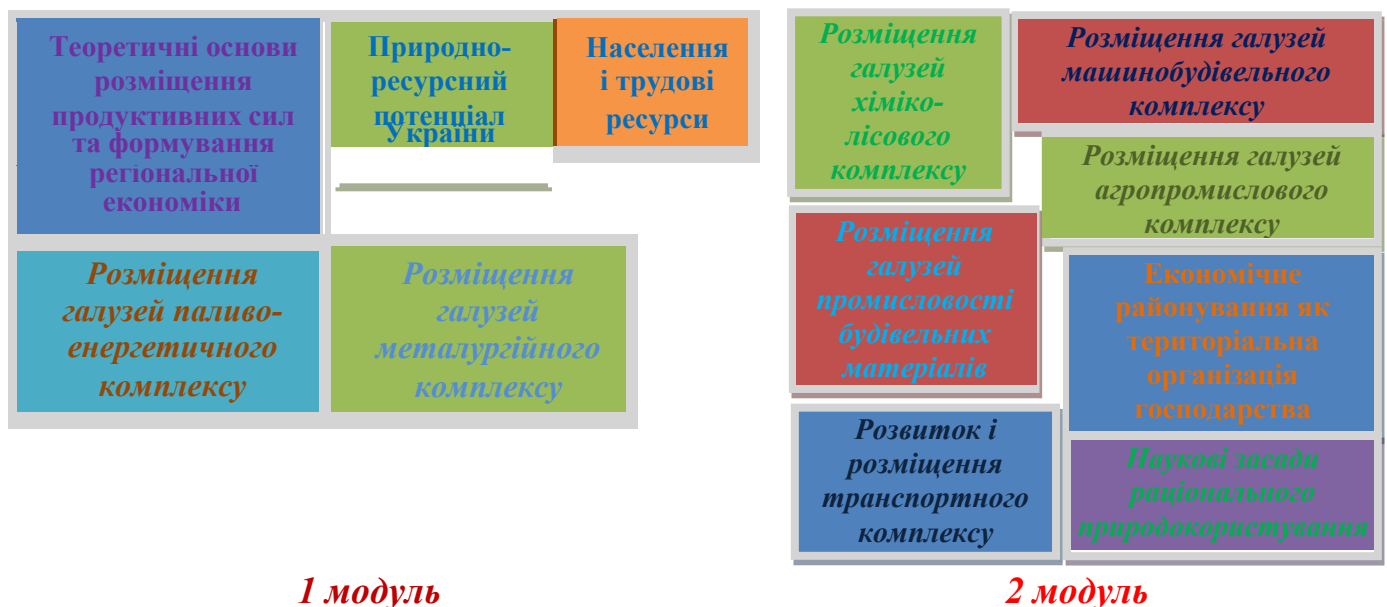 Теоретичні основи
розміщення
продуктивних сил
та формування
регіональної
економіки
Природно-
ресурсний
потенціал
України
Населення
і трудові
ресурси
Розміщення
галузей паливо-
енергетичного
комплексу
Розміщення
галузей
металургійного
комплексу
1 модуль
Розміщення
галузей
хіміко-
лісового
комплексу
Розміщення галузей
машинобудівельного
комплексу
Розміщення галузей
агропромислового
комплексу
Розміщення
галузей
промисловості
будівельних
матеріалів
Економічне
районування як
територіальна
організація
господарства
Розвиток і
розміщення
транспортного
комплексу
Наукові засади
раціонального
природокористування
2 модуль